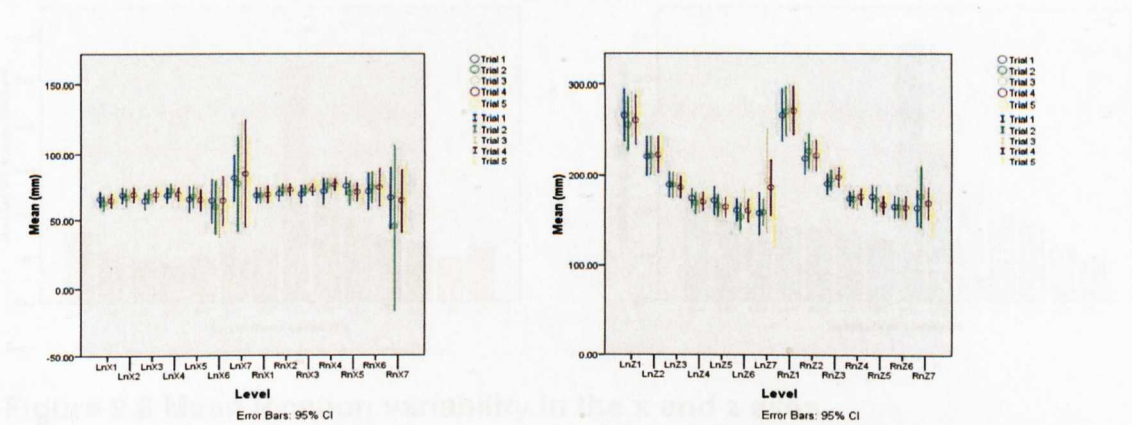 150.00
100.00
50.00
0.00
-50.00
Mean (mm)
LnX1 LnX2 LnX3 LnX4 LnX5 LnX6 LnX7 RnX1 RnX2 RnX3 RnX4 RnX5 RnX6 RnX7
Level
Error Bars: 95% CI
Trial 1
Trial 2
Trial 3
Trial 4
Trial 5
Trial 1
Trial 2
Trial 3
Trial 4
Trial 5
300.00
200.00
100.00
0.00
Mean (mm)
LnZ1 LnZ2 LnZ3 LnZ4 LnZ5 LnZ6 LnZ7 RnZ1 RnZ2 RnZ3 RnZ4 RnZ5 RnZ6 RnZ7
Level
Error Bars: 95% CI
Trial 1
Trial 2
Trial 3
Trial 4
Trial 5
Trial 1
Trial 2
Trial 3
Trial 4
Trial 5
variability in the x and z